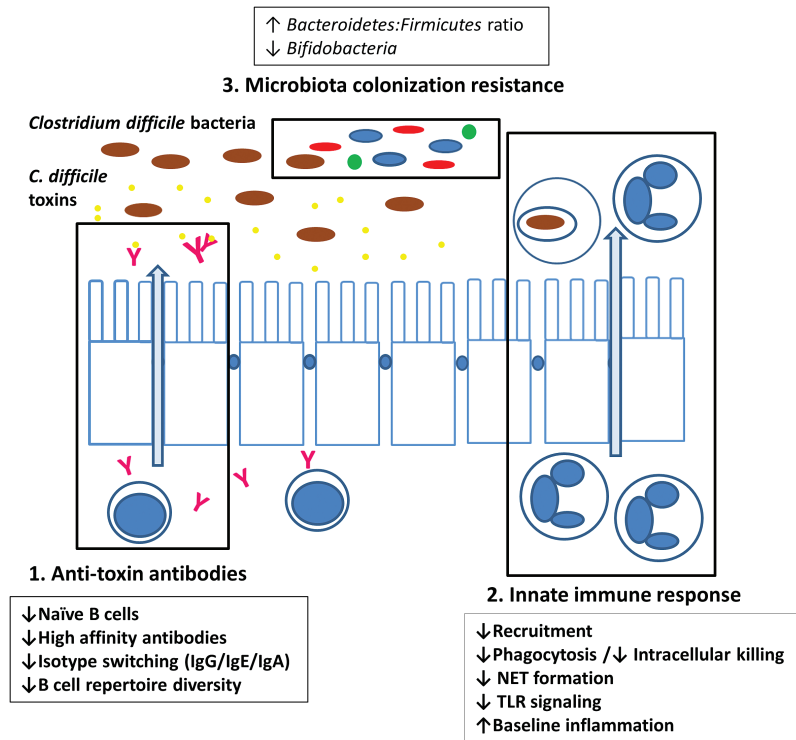 ↑ Bacteroidetes:Firmicutes ratio
↓ Bifidobacteria
3. Microbiota colonization resistance
Clostridium difficile bacteria
C. difficile
toxins
1. Anti-toxin antibodies
↓Naïve B cells
↓High affinity antibodies
↓Isotype switching (IgG/IgE/IgA)
↓B cell repertoire diversity
2. Innate immune response
↓Recruitment
↓Phagocytosis /↓ Intracellular killing
↓ NET formation
↓ TLR signaling
↑Baseline inflammation